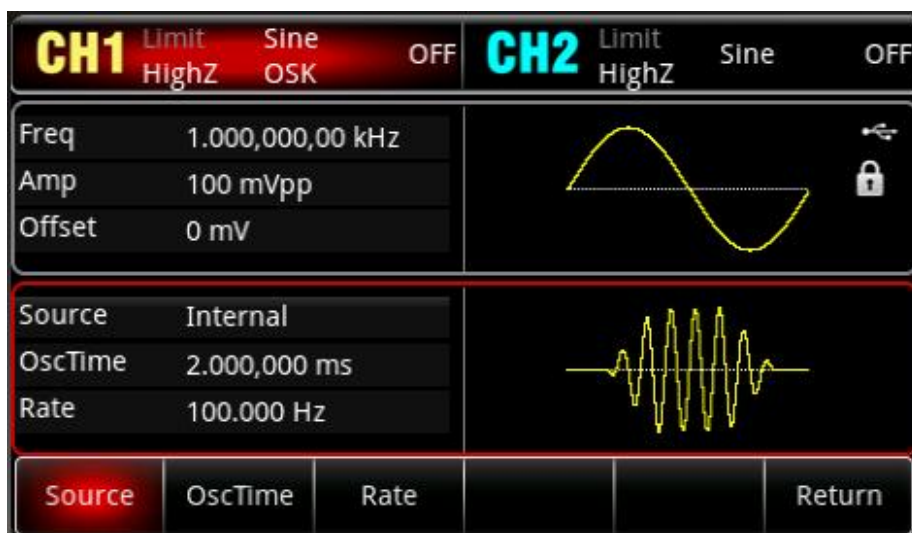 CH1 Limit Sine OFF CH2 Limit Sine OFF
HighZ OSK HighZ
Freq 1.000,000,00 kHz
Amp 100 mVpp
Offset 0 mV
Source Internal
OscTime 2.000,000 ms
Rate 100.000 Hz
Source OscTime Rate Return